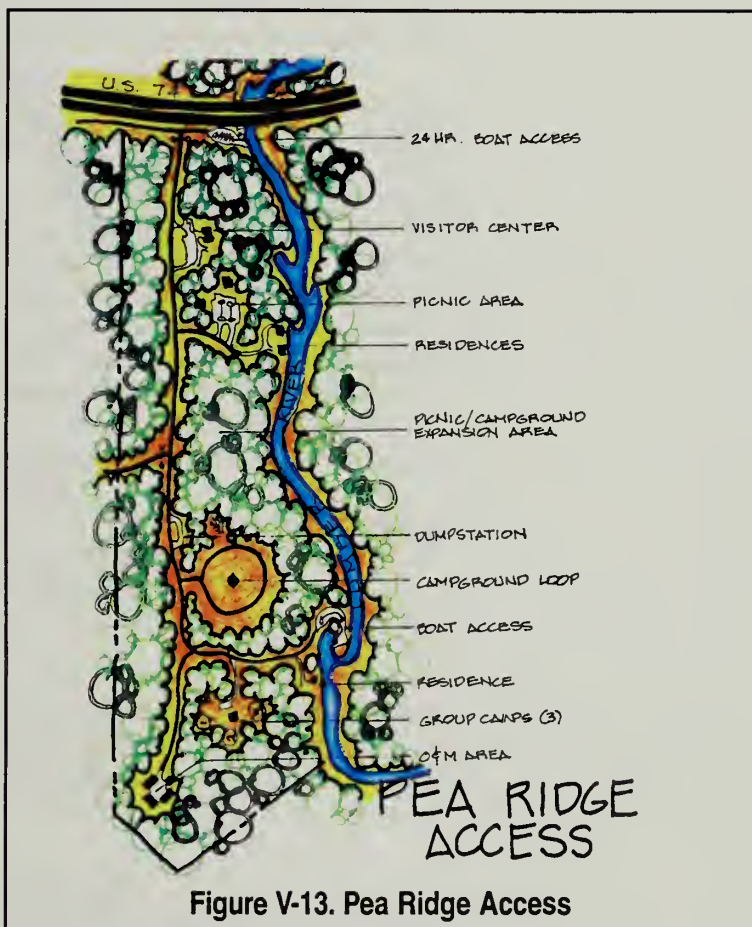 U.S. 74
24 HR. BOAT ACCESS
VISITOR CENTER
PICNIC AREA
RESIDENCES
RIVER
PICNIC/CAMPGROUND
EXPANSION AREA
DUMPSTATION
CAMPGROUND LOOP
BOAT ACCESS
RESIDENCE
GROUP CAMPS (3)
O&M AREA
PEA RIDGE
ACCESS
Figure V-13. Pea Ridge Access